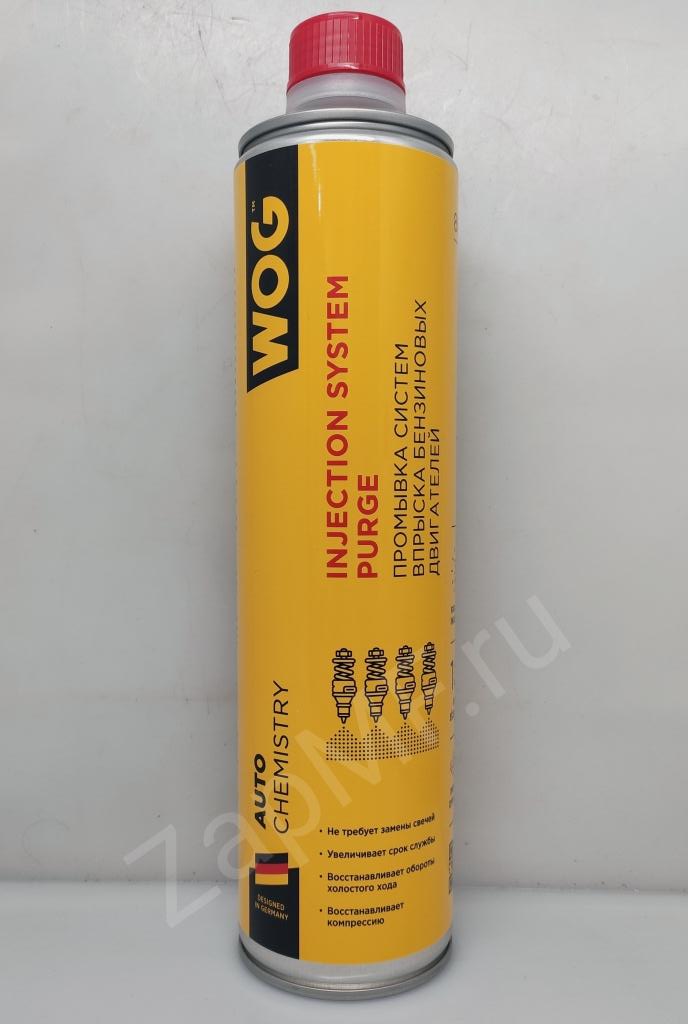 WOG™
INJECTION SYSTEM
PURGE
ПРОМЫВКА СИСТЕМ
ВПРЫСКА БЕНЗИНОВЫХ
ДВИГАТЕЛЕЙ
AUTO
CHEMISTRY
• Не требует замены свечей
• Увеличивает срок службы
• Восстанавливает обороты
холостого хода
• Восстанавливает
компрессию
DESIGNED
IN GERMANY
ZapMir.ru